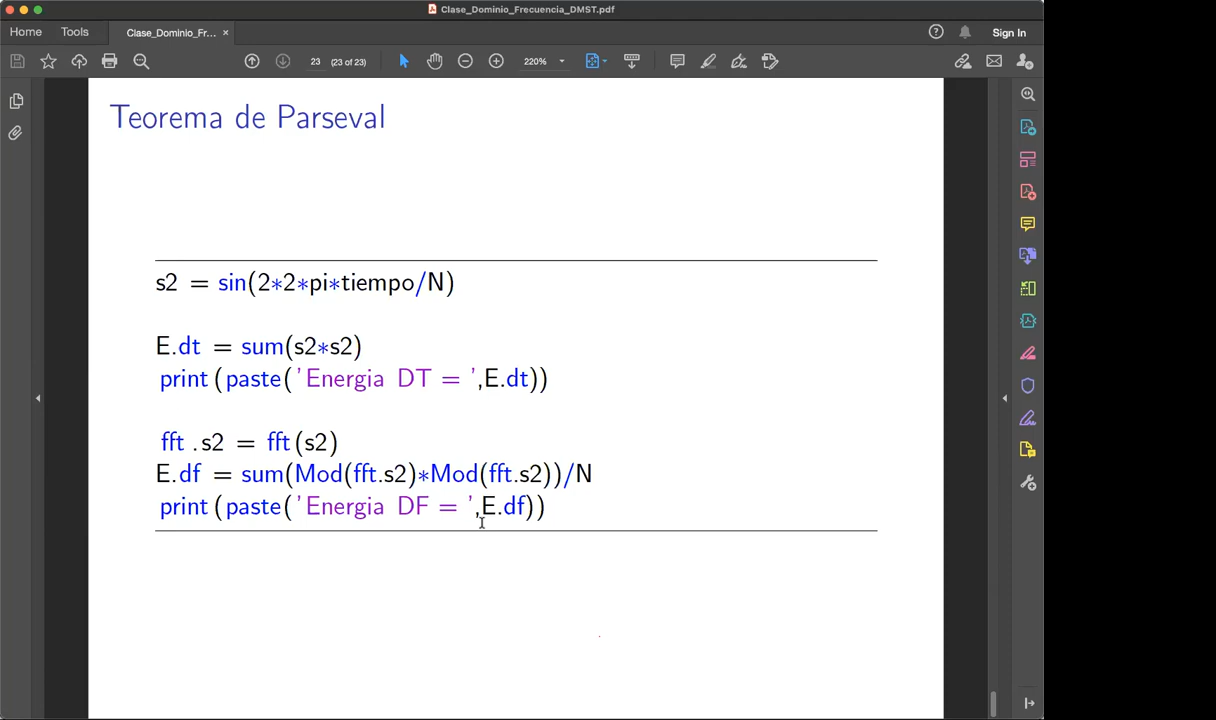 Clase_Dominio_Frecuencia_DMST.pdf
Home Tools Clase_Dominio_Fr... × Sign In
23 (23 of 23) 220%
Teorema de Parseval
s2 = sin(2*2*pi*tiempo/N)
E.dt = sum(s2*s2)
print(paste('Energia DT = ',E.dt))
fft .s2 = fft(s2)
E.df = sum(Mod(fft.s2)*Mod(fft.s2))/N
print(paste('Energia DF = ',E.df))